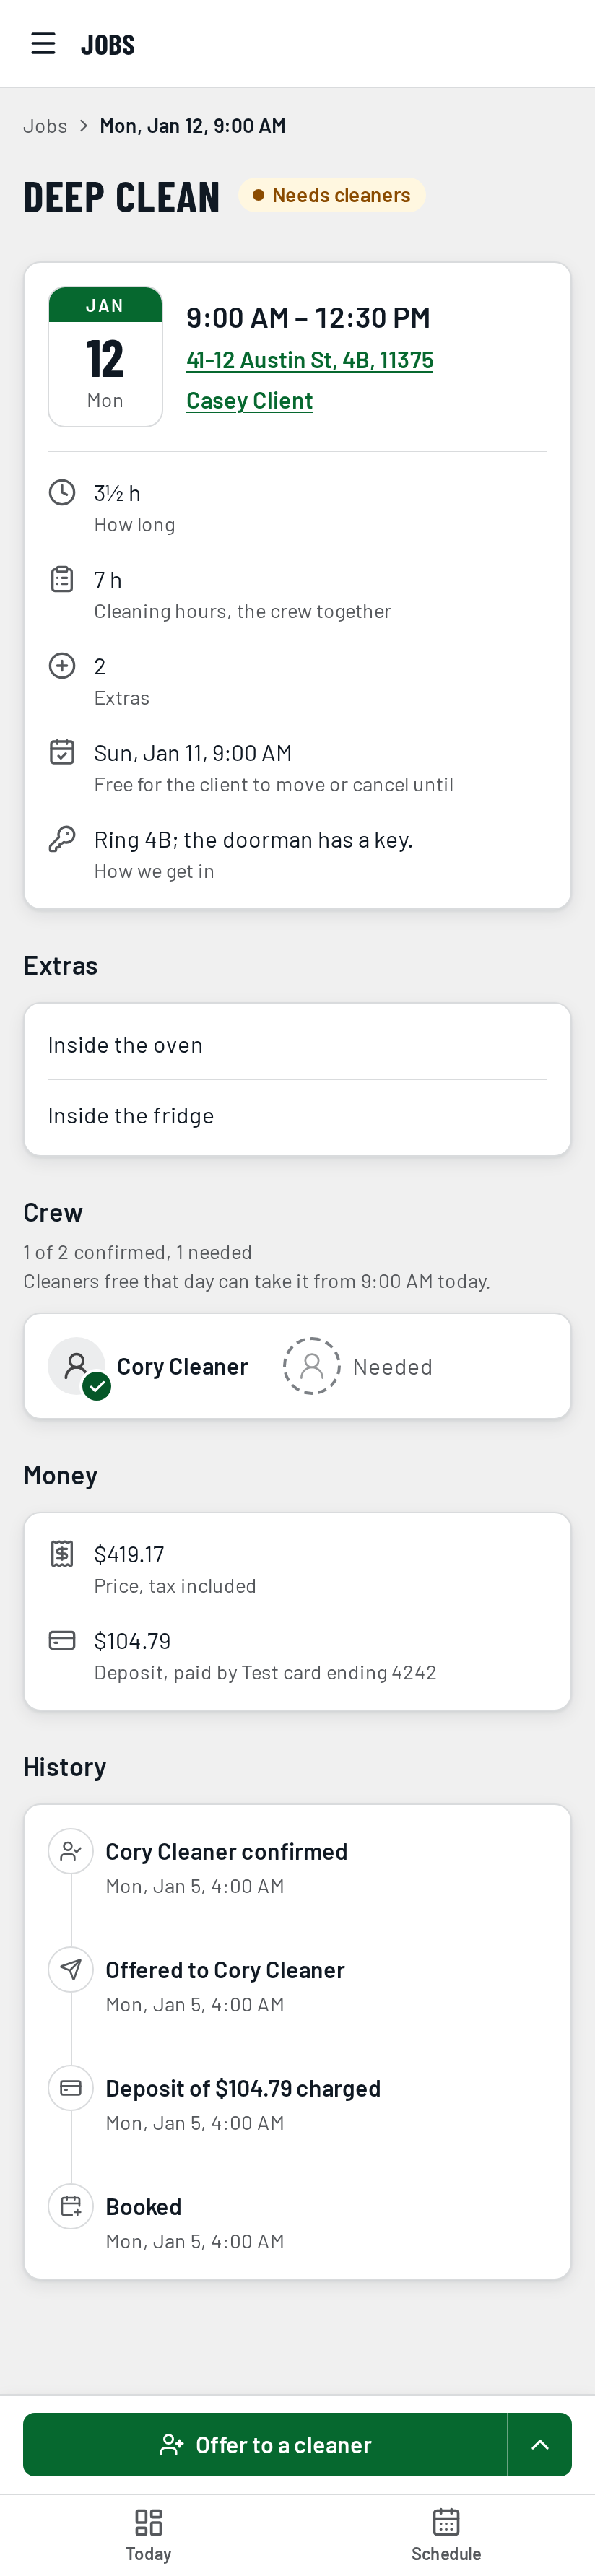 JOBS
Jobs > Mon, Jan 12, 9:00 AM
DEEP CLEAN
Needs cleaners
JAN
12
Mon
9:00 AM – 12:30 PM
41-12 Austin St, 4B, 11375
Casey Client
3½ h
How long
7 h
Cleaning hours, the crew together
2
Extras
Sun, Jan 11, 9:00 AM
Free for the client to move or cancel until
Ring 4B; the doorman has a key.
How we get in
Extras
Inside the oven
Inside the fridge
Crew
1 of 2 confirmed, 1 needed
Cleaners free that day can take it from 9:00 AM today.
Cory Cleaner
Needed
Money
$419.17
Price, tax included
$104.79
Deposit, paid by Test card ending 4242
History
Cory Cleaner confirmed
Mon, Jan 5, 4:00 AM
Offered to Cory Cleaner
Mon, Jan 5, 4:00 AM
Deposit of $104.79 charged
Mon, Jan 5, 4:00 AM
Booked
Mon, Jan 5, 4:00 AM
Offer to a cleaner
Today
Schedule